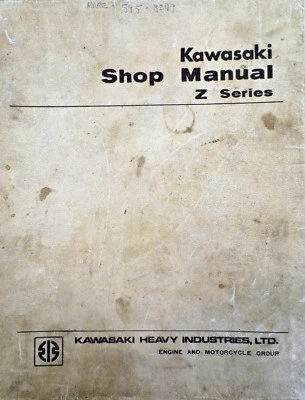 Kawasaki
Shop Manual
Z Series
KAWASAKI HEAVY INDUSTRIES, LTD.
ENGINE AND MOTORCYCLE GROUP